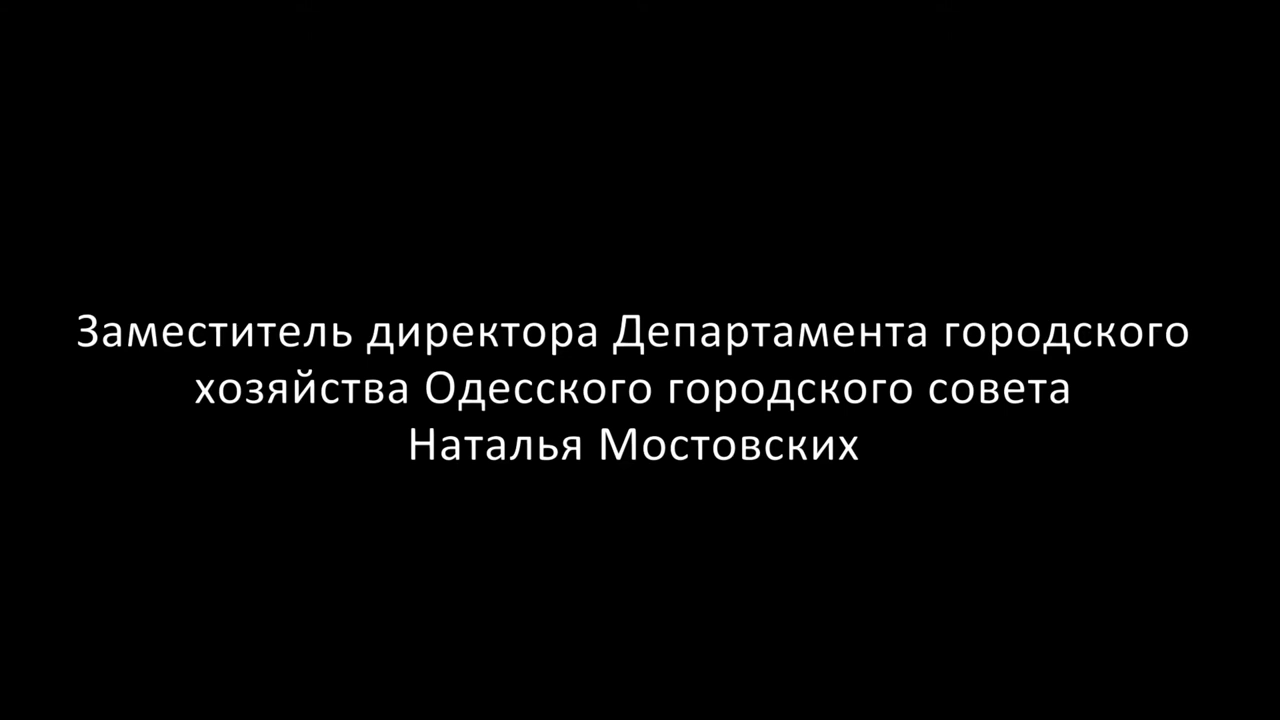 Заместитель директора Департамента городского
хозяйства Одесского городского совета
Наталья Мостовских